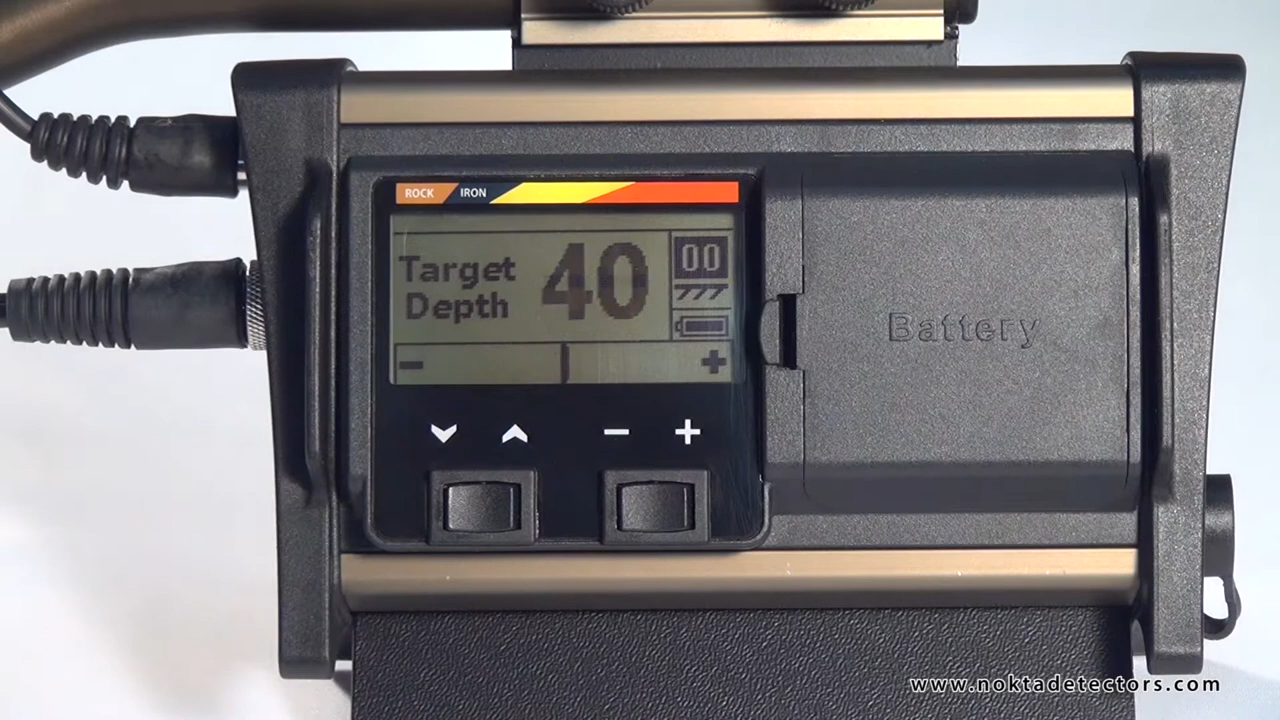 ROCK IRON
Target Depth 40
00
- +
- +
Battery
www.noktadetectors.com